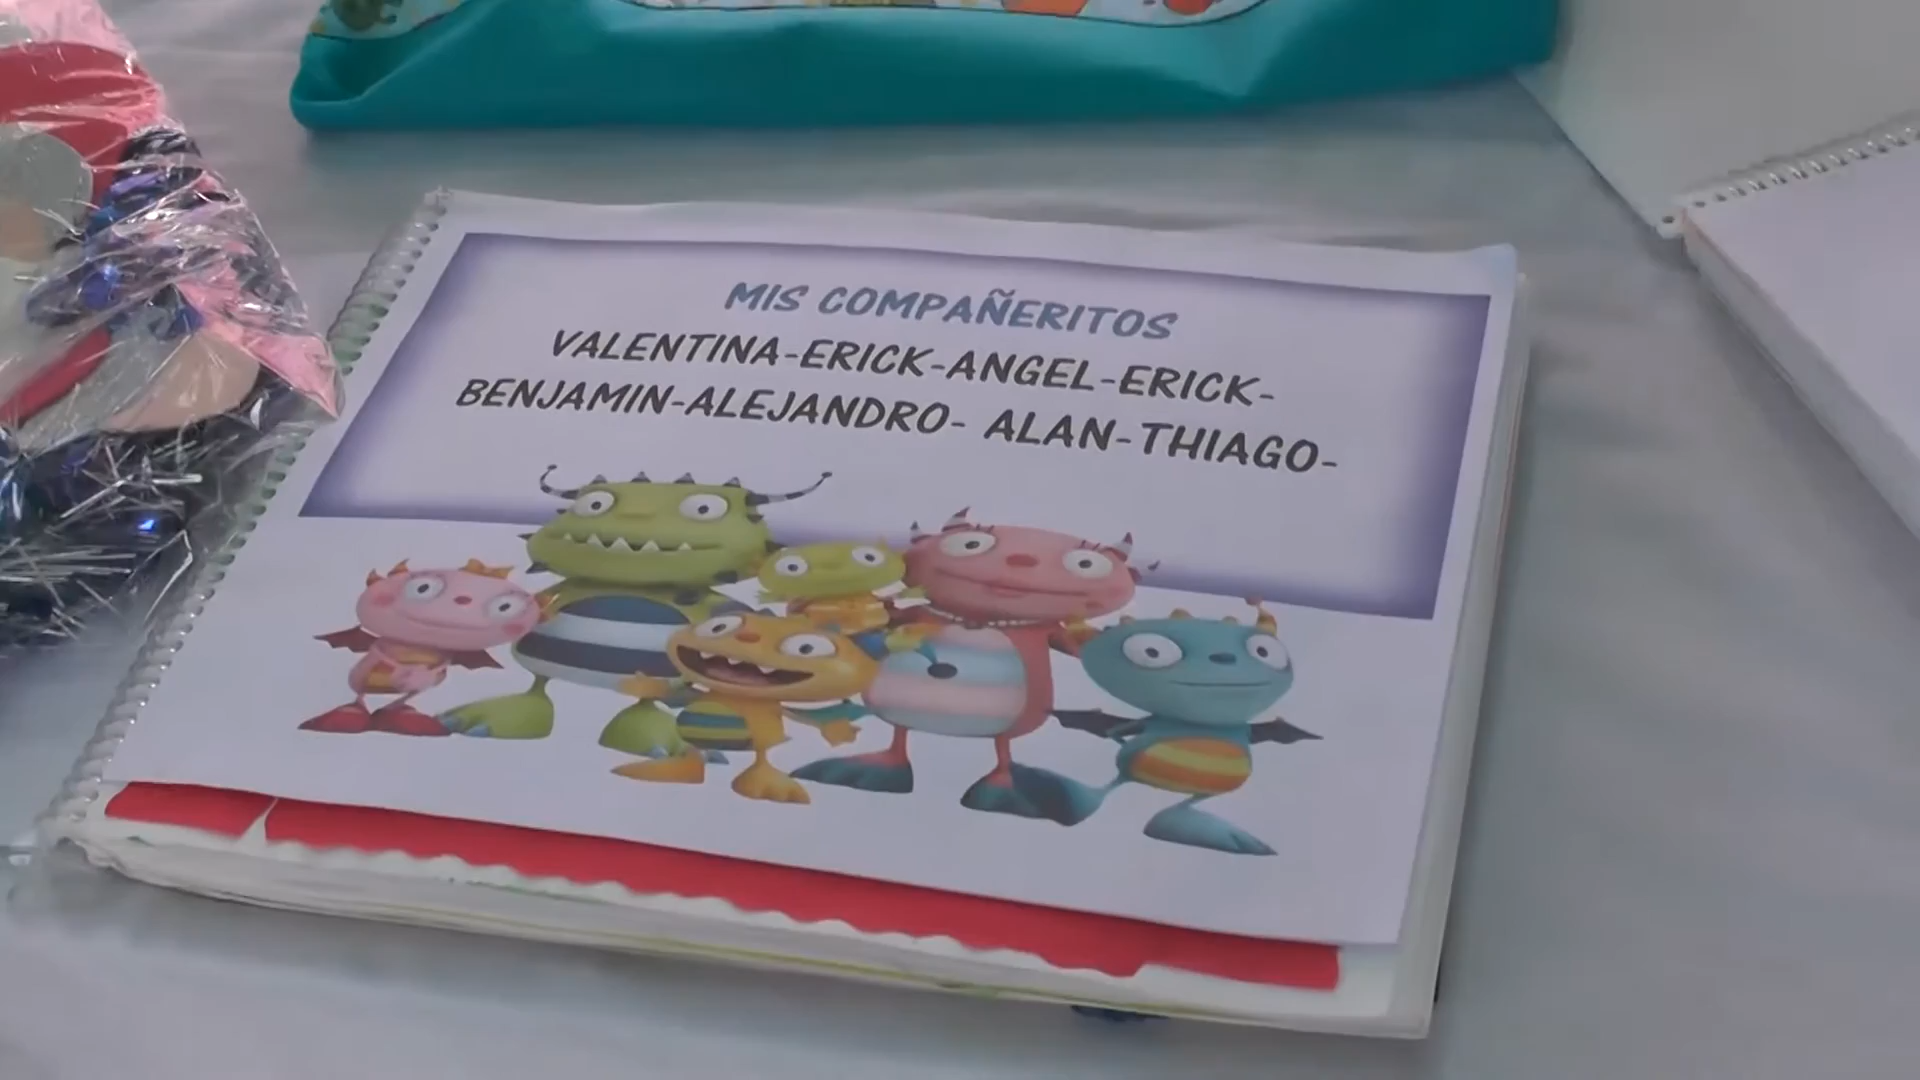 MIS COMPAÑERITOS
VALENTINA-ERICK-ANGEL-ERICK-
BENJAMIN-ALEJANDRO- ALAN-THIAGO-